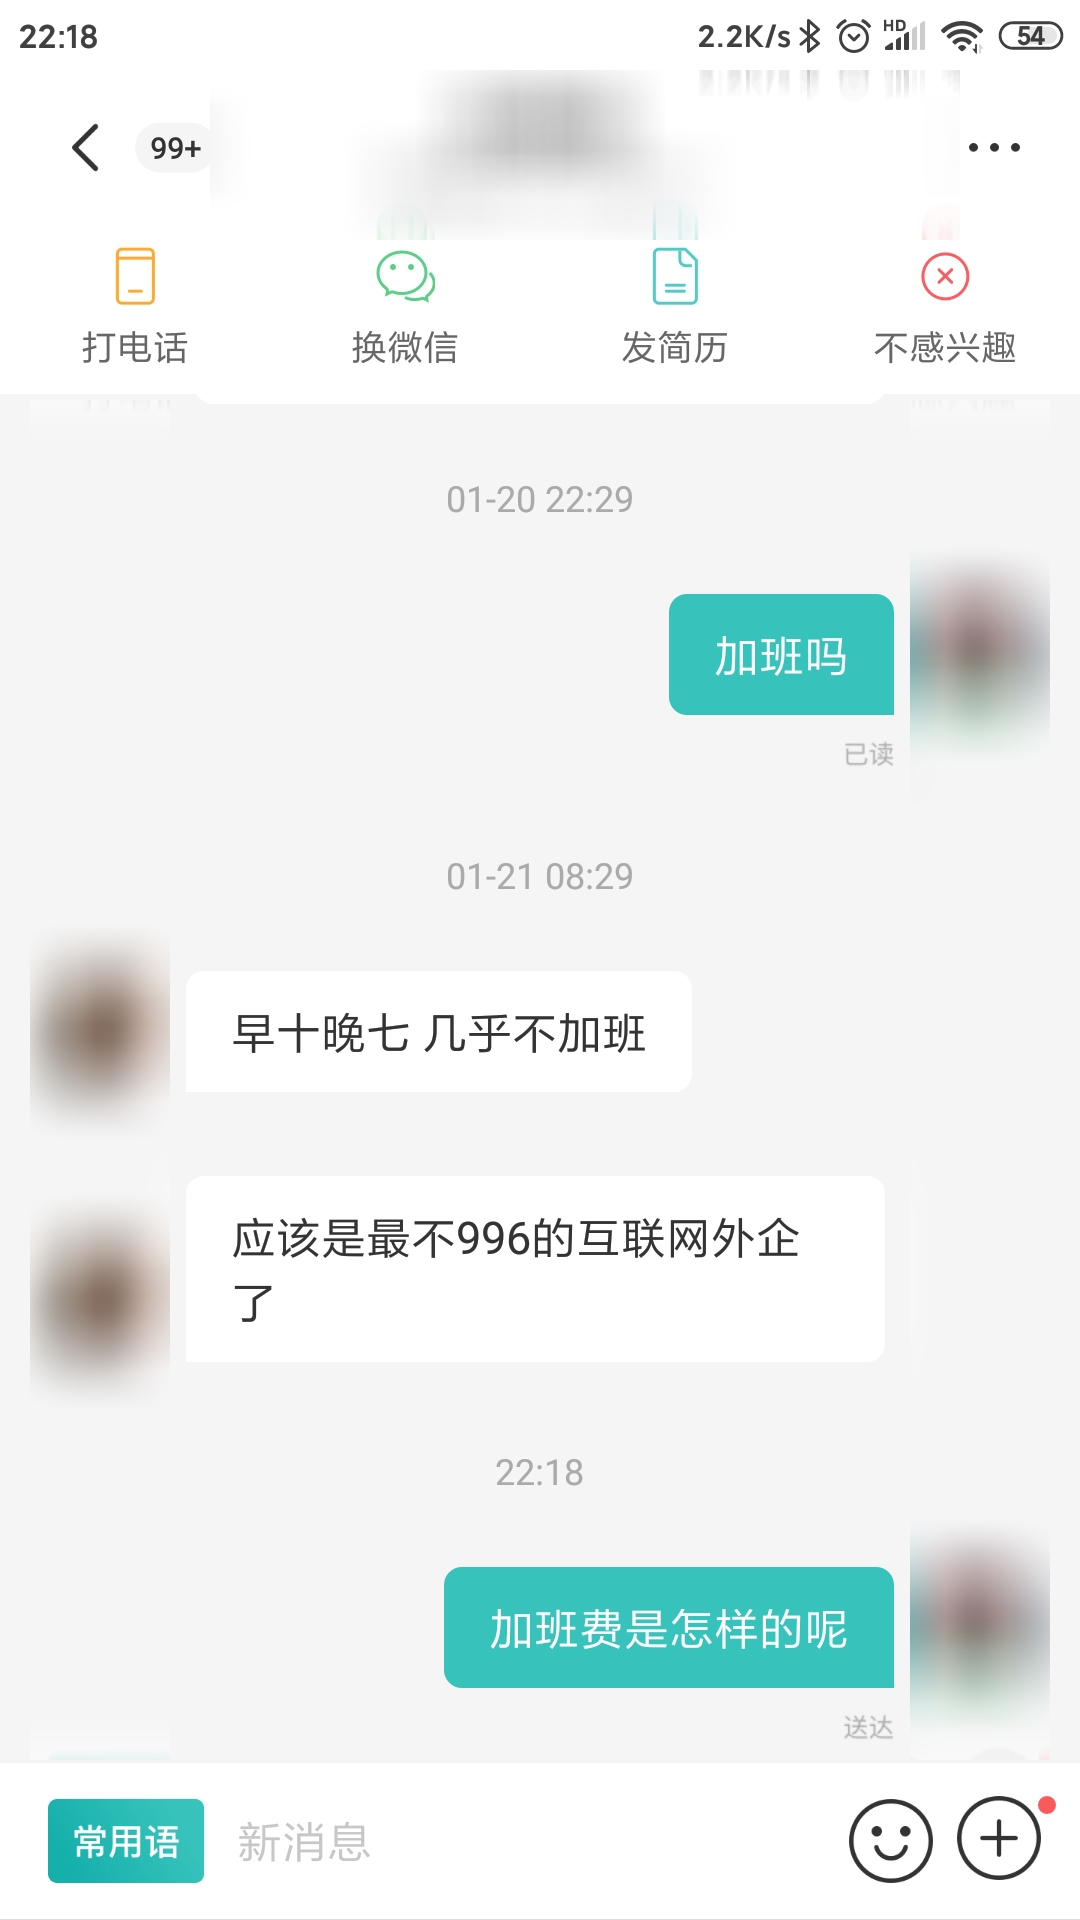 22:18
2.2K/s
HD
54
99+
打电话
换微信
发简历
不感兴趣
01-20 22:29
加班吗
已读
01-21 08:29
早十晚七 几乎不加班
应该是最不996的互联网外企
了
22:18
加班费是怎样的呢
送达
常用语
新消息